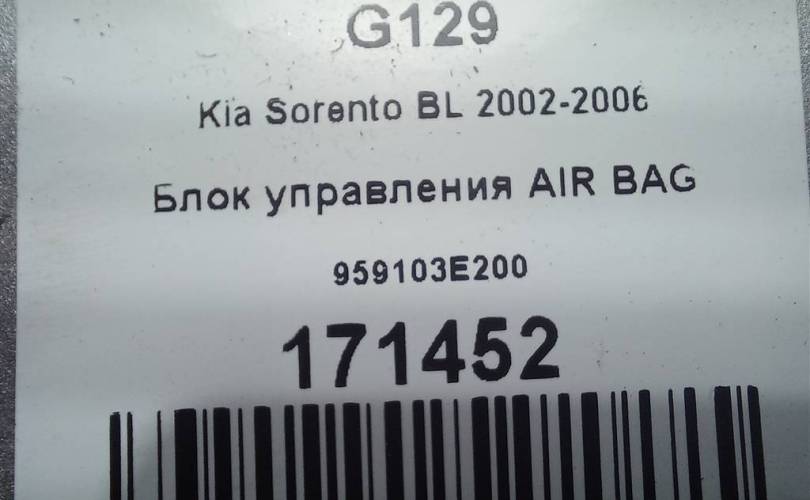 G129
Kia Sorento BL 2002-2006
Блок управления AIR BAG
959103E200
171452